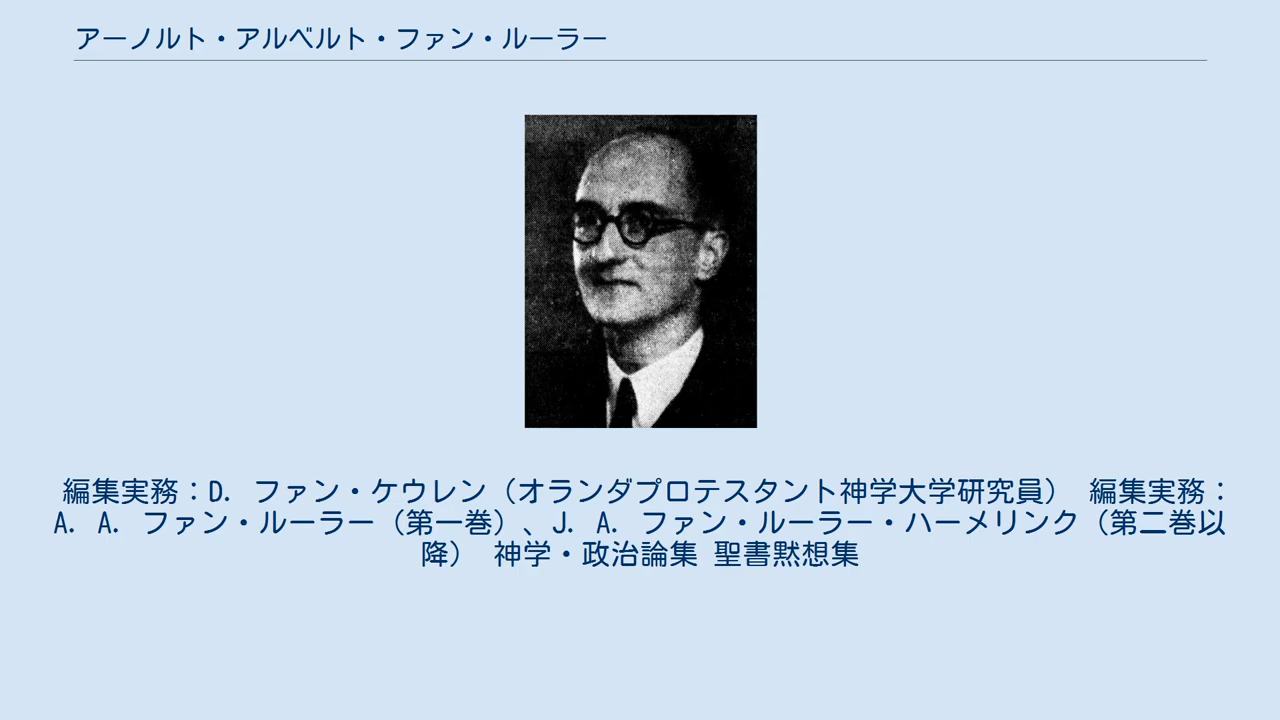 アーノルト・アルベルト・ファン・ルーラー
編集実務：D. ファン・ケウレン（オランダプロテスタント神学大学研究員） 編集実務：
A. A. ファン・ルーラー（第一巻）、J. A. ファン・ルーラー・ハーメリンク（第二巻以
降） 神学・政治論集 聖書黙想集